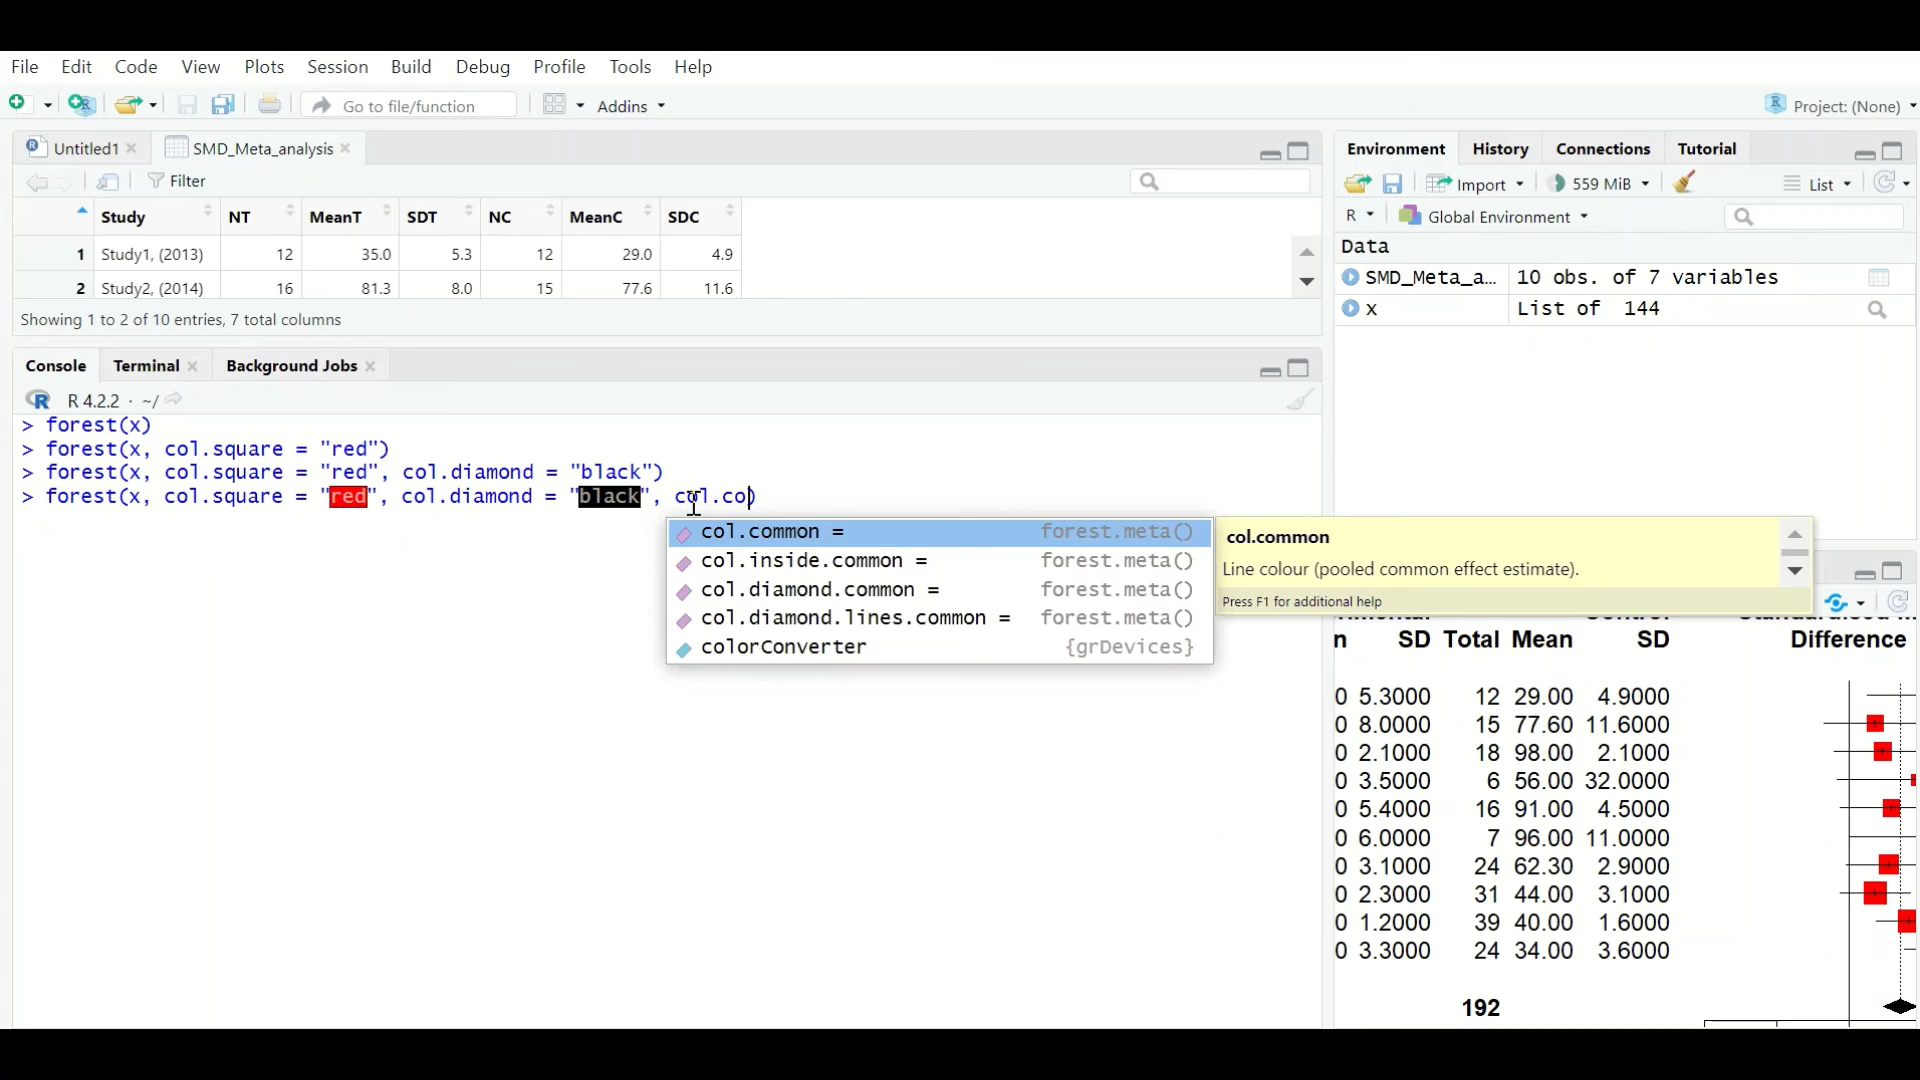 File Edit Code View Plots Session Build Debug Profile Tools Help
Go to file/function Addins Project: (None)
Untitled1 SMD_Meta_analysis
Filter
Study NT MeanT SDT NC MeanC SDC
1 Study1, (2013) 12 35.0 5.3 12 29.0 4.9
2 Study2, (2014) 16 81.3 8.0 15 77.6 11.6
Showing 1 to 2 of 10 entries, 7 total columns
Environment History Connections Tutorial
Import 559 MiB List
R Global Environment
Data
SMD_Meta_a... 10 obs. of 7 variables
x List of 144
Console Terminal Background Jobs
R R 4.2.2 · ~/
> forest(x)
> forest(x, col.square = "red")
> forest(x, col.square = "red", col.diamond = "black")
> forest(x, col.square = "red", col.diamond = "black", col.co)
col.common = forest.meta()
col.inside.common = forest.meta()
col.diamond.common = forest.meta()
col.diamond.lines.common = forest.meta()
colorConverter {grDevices}
col.common
Line colour (pooled common effect estimate).
Press F1 for additional help
n SD Total Mean SD Difference
0 5.3000 12 29.00 4.9000
0 8.0000 15 77.60 11.6000
0 2.1000 18 98.00 2.1000
0 3.5000 6 56.00 32.0000
0 5.4000 16 91.00 4.5000
0 6.0000 7 96.00 11.0000
0 3.1000 24 62.30 2.9000
0 2.3000 31 44.00 3.1000
0 1.2000 39 40.00 1.6000
0 3.3000 24 34.00 3.6000
192